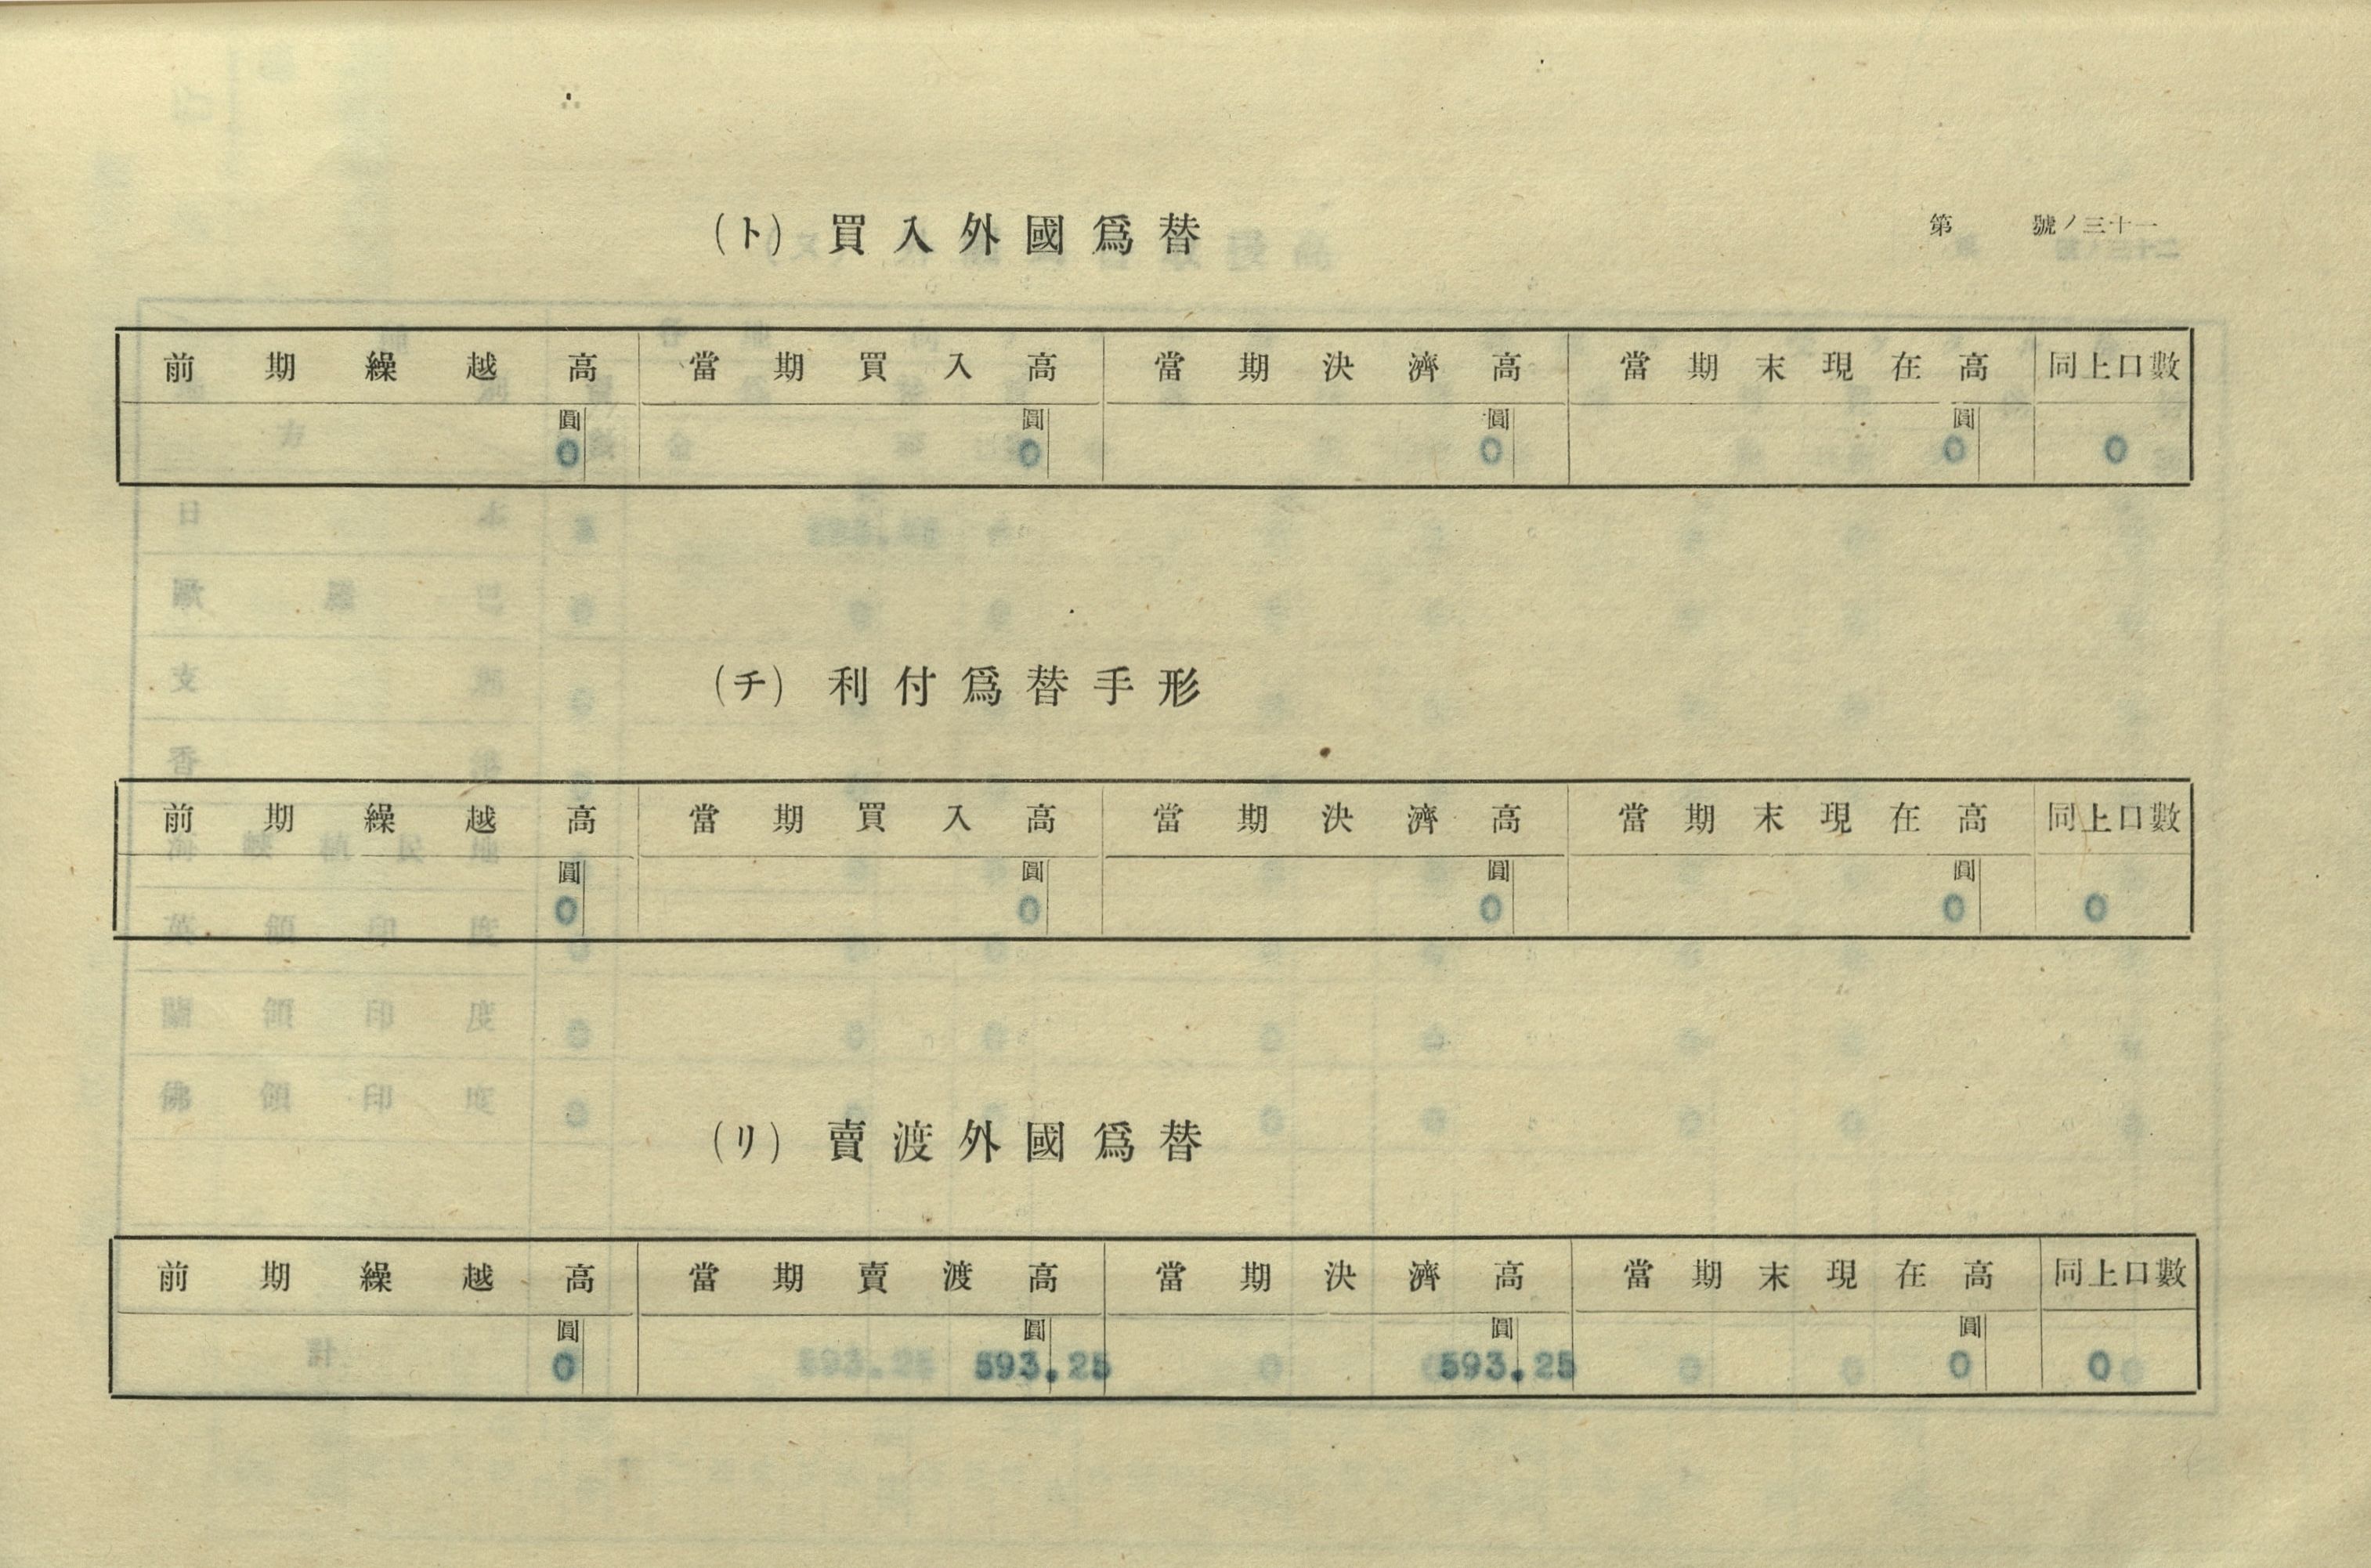 第 號ノ三十一
(ト) 買入外國爲替
前期繰越高 當期買入高 當期決濟高 當期末現在高 同上口數
圓 圓 圓 圓
0 0 0 0 0
(チ) 利付爲替手形
前期繰越高 當期買入高 當期決濟高 當期末現在高 同上口數
圓 圓 圓 圓
0 0 0 0 0
(リ) 賣渡外國爲替
前期繰越高 當期賣渡高 當期決濟高 當期末現在高 同上口數
圓 圓 圓 圓
0 593.25 593.25 0 0